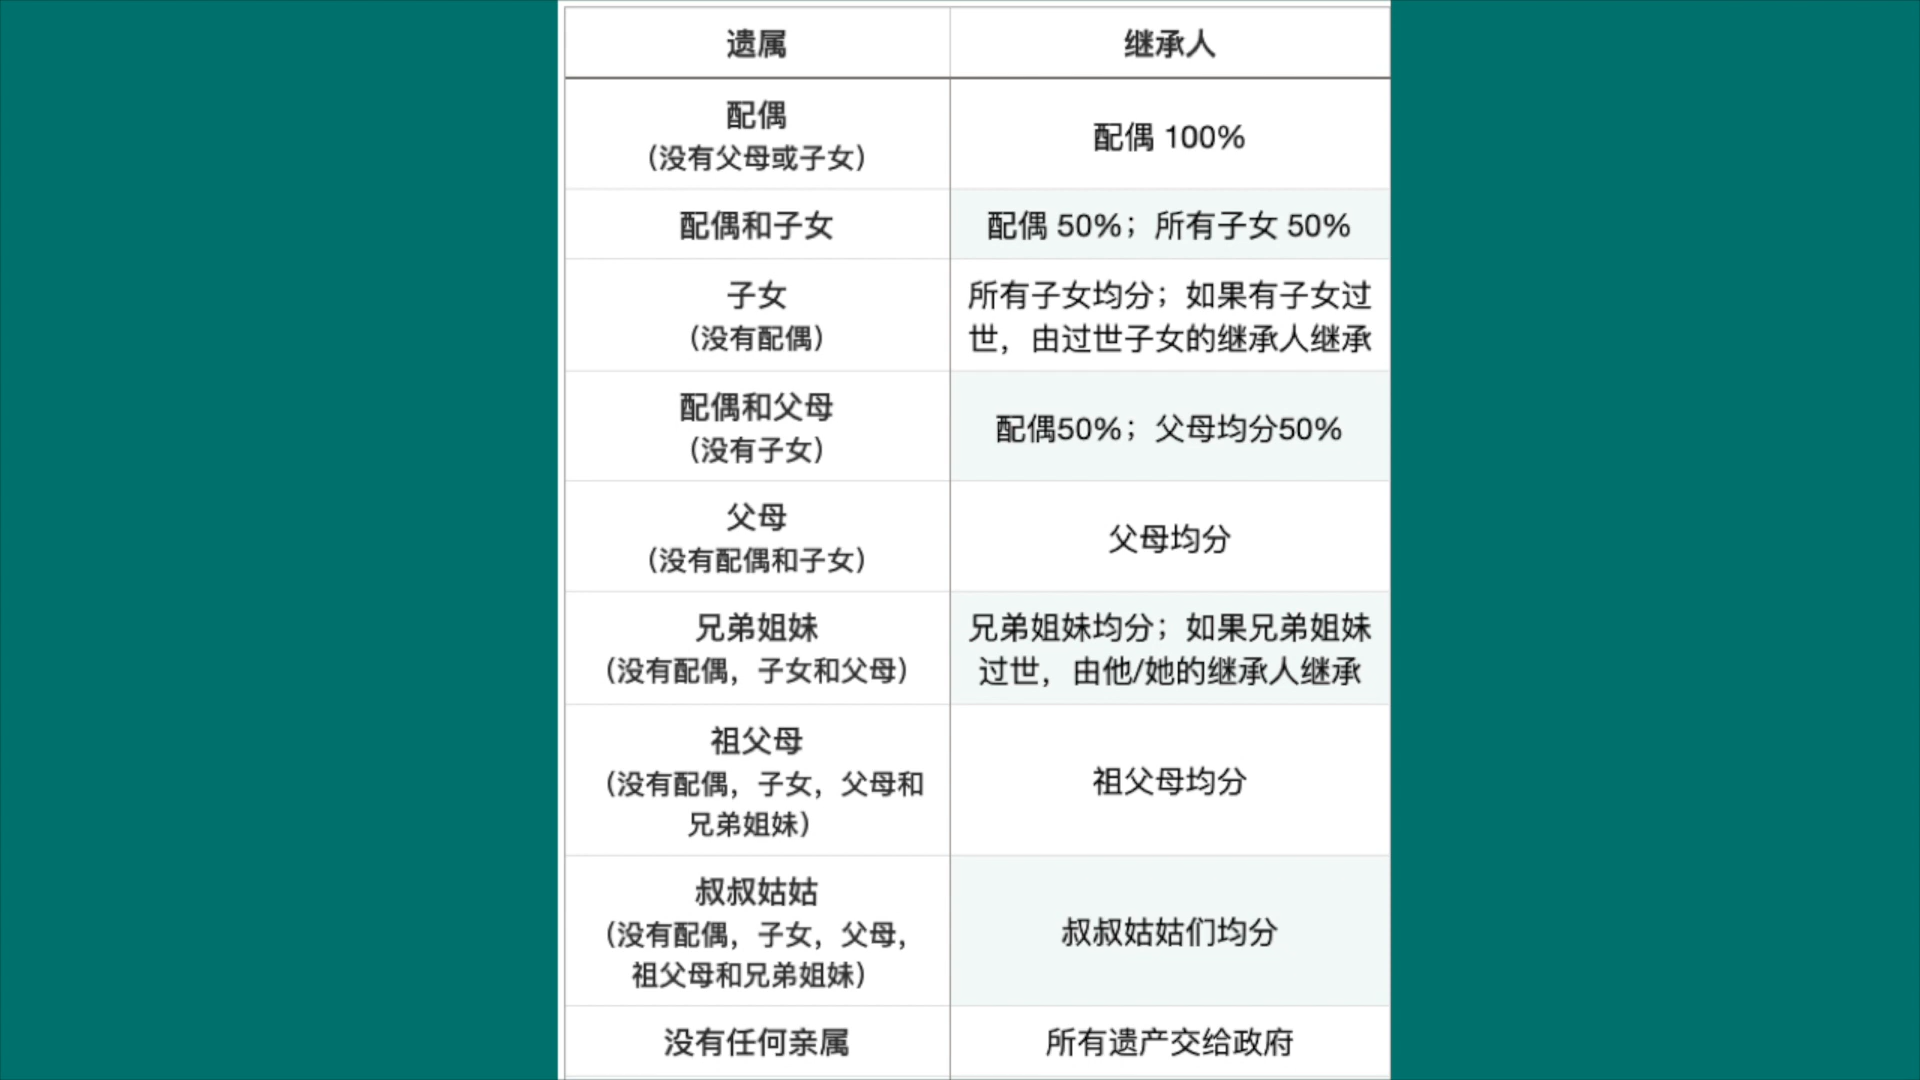 遗属
继承人
配偶
（没有父母或子女）
配偶 100%
配偶和子女
配偶 50%；所有子女 50%
子女
（没有配偶）
所有子女均分；如果有子女过
世，由过世子女的继承人继承
配偶和父母
（没有子女）
配偶50%；父母均分50%
父母
（没有配偶和子女）
父母均分
兄弟姐妹
（没有配偶，子女和父母）
兄弟姐妹均分；如果兄弟姐妹
过世，由他/她的继承人继承
祖父母
（没有配偶，子女，父母和
兄弟姐妹）
祖父母均分
叔叔姑姑
（没有配偶，子女，父母，
祖父母和兄弟姐妹）
叔叔姑姑们均分
没有任何亲属
所有遗产交给政府